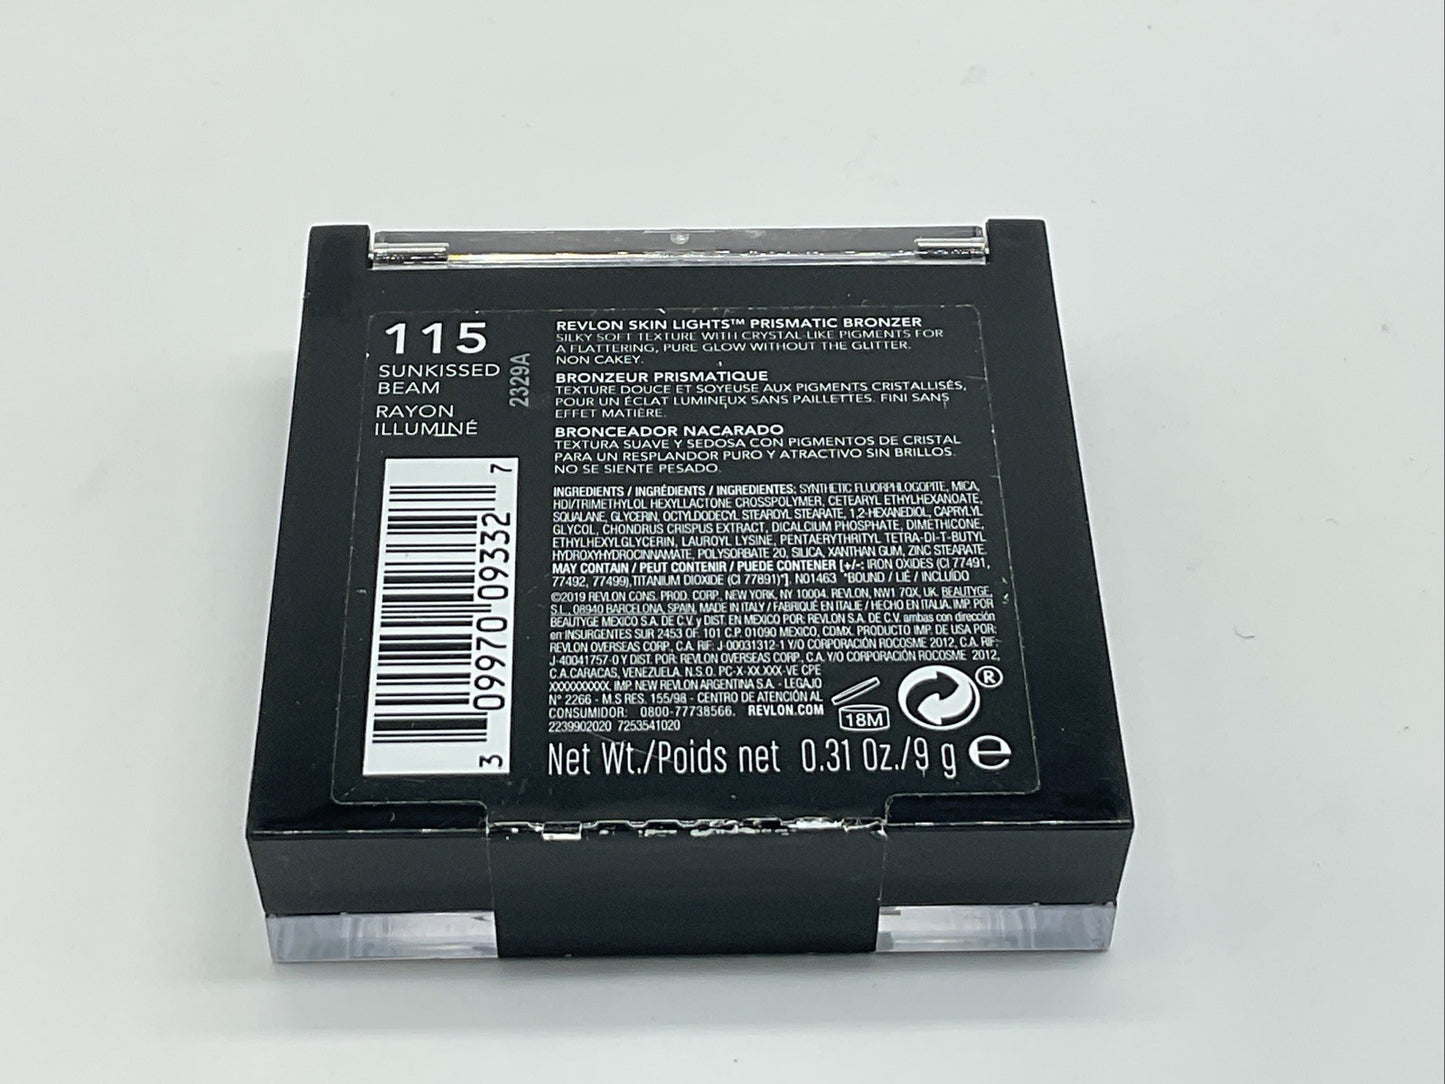 115
SUNKISSED
BEAM
RAYON
ILLUMINÉ
2329A
3 09970 09332 7
REVLON SKIN LIGHTS™ PRISMATIC BRONZER
SILKY SOFT TEXTURE WITH CRYSTAL-LIKE PIGMENTS FOR
A FLATTERING, PURE GLOW WITHOUT THE GLITTER.
NON CAKEY.
BRONZEUR PRISMATIQUE
TEXTURE DOUCE ET SOYEUSE AUX PIGMENTS CRISTALLISÉS,
POUR UN ÉCLAT LUMINEUX SANS PAILLETTES. FINI SANS
EFFET MATIÈRE.
BRONCEADOR NACARADO
TEXTURA SUAVE Y SEDOSA CON PIGMENTOS DE CRISTAL
PARA UN RESPLANDOR PURO Y ATRACTIVO SIN BRILLOS.
NO SE SIENTE PESADO.
INGREDIENTS / INGRÉDIENTS / INGREDIENTES: SYNTHETIC FLUORPHLOGOPITE, MICA,
HDI/TRIMETHYLOL HEXYLLACTONE CROSSPOLYMER, CETEARYL ETHYLHEXANOATE,
SQUALANE, GLYCERIN, OCTYLDODECYL STEAROYL STEARATE, 1,2-HEXANEDIOL, CAPRYLYL
GLYCOL, CHONDRUS CRISPUS EXTRACT, DICALCIUM PHOSPHATE, DIMETHICONE,
ETHYLHEXYLGLYCERIN, LAUROYL LYSINE, PENTAERYTHRITYL TETRA-DI-T-BUTYL
HYDROXYHYDROCINNAMATE, POLYSORBATE 20, SILICA, XANTHAN GUM, ZINC STEARATE.
MAY CONTAIN / PEUT CONTENIR / PUEDE CONTENER [+/-: IRON OXIDES (CI 77491,
77492, 77499),TITANIUM DIOXIDE (CI 77891)*]. N01463 *BOUND / LIÉ / INCLUÍDO
©2019 REVLON CONS. PROD. CORP., NEW YORK, NY 10004. REVLON, NW1 7QX, UK. BEAUTYGE,
S.L., 08940 BARCELONA, SPAIN, MADE IN ITALY / FABRIQUÉ EN ITALIE / HECHO EN ITALIA. IMP. POR
BEAUTYGE MEXICO S.A. DE C.V. y DIST. EN MEXICO POR: REVLON S.A. DE C.V. ambas con dirección
en INSURGENTES SUR 2453 OF. 101 C.P. 01090 MEXICO, CDMX. PRODUCTO IMP. DE USA POR:
REVLON OVERSEAS CORP., C.A. RIF: J-00031312-1 Y/O CORPORACIÓN ROCOSME 2012, C.A. RIF:
J-40041757-0 Y DIST. POR: REVLON OVERSEAS CORP., C.A. Y/O CORPORACIÓN ROCOSME 2012,
C.A. CARACAS, VENEZUELA. N.S.O. PC-X-XX XXX-VE CPE
XXXXXXXXXX. IMP. NEW REVLON ARGENTINA S.A. - LEGAJO
N° 2266 - M.S RES. 155/98 - CENTRO DE ATENCIÓN AL
CONSUMIDOR: 0800-77738566. REVLON.COM
2239902020 7253541020
18M
®
Net Wt./Poids net 0.31 Oz./9 g ℮